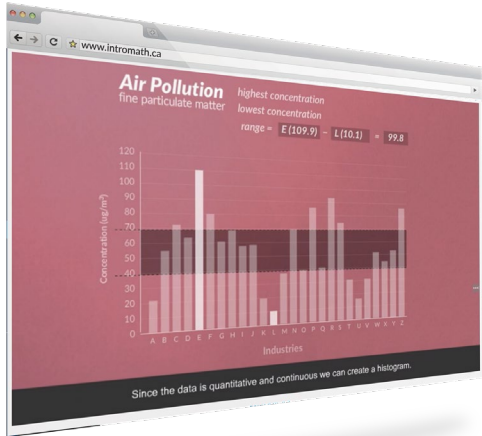 www.intromath.ca
Air Pollution
fine particulate matter
highest concentration
lowest concentration
range = E (109.9) - L (10.1) = 99.8
Concentration (ug/m³)
120
110
100
90
80
70
60
50
40
30
20
10
0
A B C D E F G H I J K L M N O P Q R S T U V W X Y Z
Industries
Since the data is quantitative and continuous we can create a histogram.